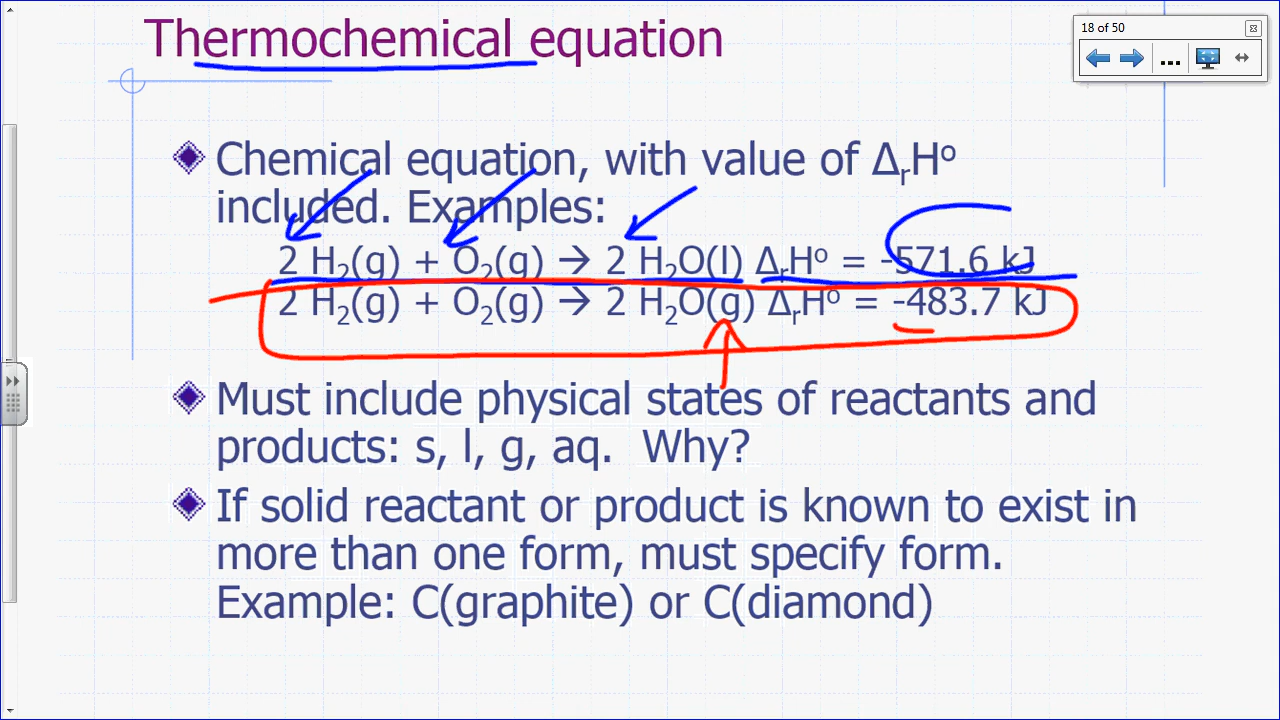 Thermochemical equation
18 of 50
Chemical equation, with value of ΔrHº
included. Examples:
2 H₂(g) + O₂(g) → 2 H₂O(l) ΔrHº = -571.6 kJ
2 H₂(g) + O₂(g) → 2 H₂O(g) ΔrHº = -483.7 kJ
Must include physical states of reactants and
products: s, l, g, aq. Why?
If solid reactant or product is known to exist in
more than one form, must specify form.
Example: C(graphite) or C(diamond)